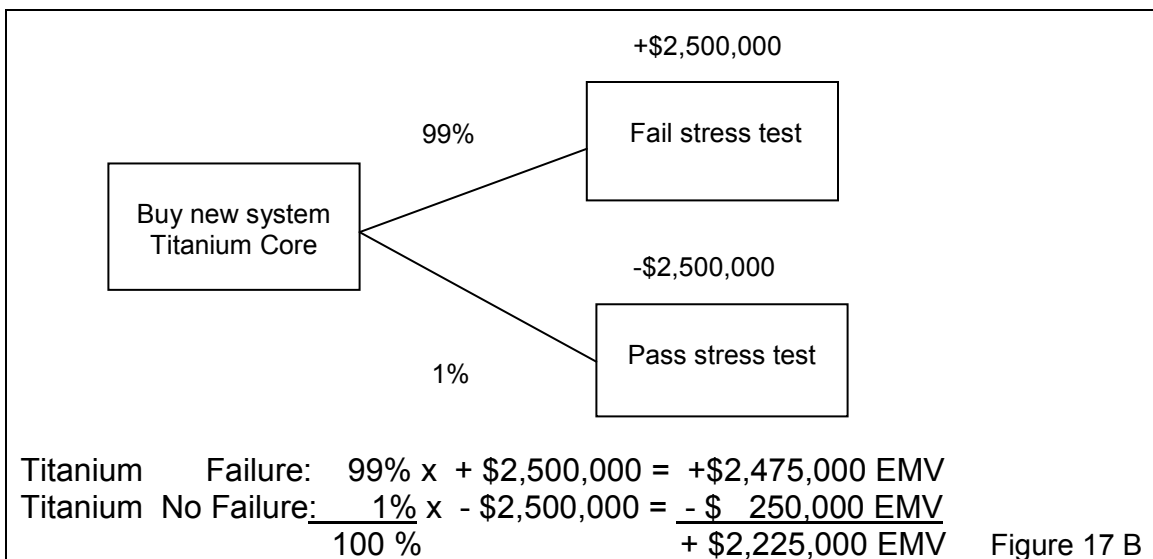 +$2,500,000
99%
Fail stress test
Buy new system
Titanium Core
-$2,500,000
Pass stress test
1%
Titanium Failure: 99% x + $2,500,000 = +$2,475,000 EMV
Titanium No Failure: 1% x - $2,500,000 = - $ 250,000 EMV
100 % + $2,225,000 EMV Figure 17 B